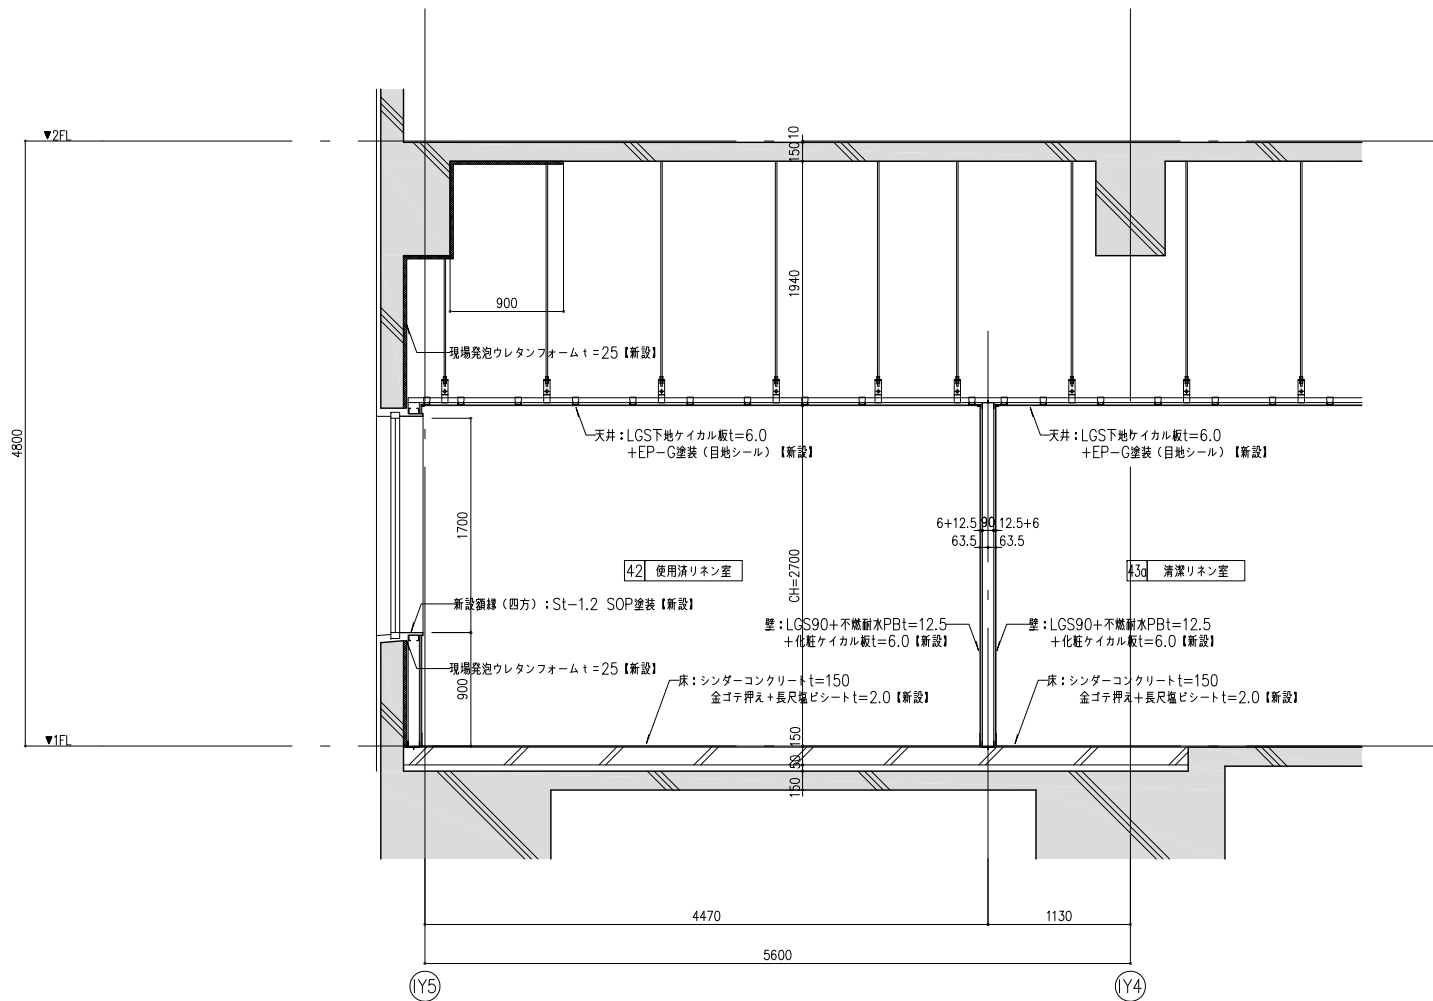 ▼2FL
15010
1940
900
現場発泡ウレタンフォームt=25【新設】
4800
天井：LGS下地ケイカル板t=6.0
+EP-G塗装（目地シール）【新設】
天井：LGS下地ケイカル板t=6.0
+EP-G塗装（目地シール）【新設】
1700
6+12.5 90 12.5+6
63.5 63.5
CH=2700
42 使用済リネン室
43a 清潔リネン室
新設額縁（四方）：St-1.2 SOP塗装【新設】
壁：LGS90+不燃耐水PBt=12.5
+化粧ケイカル板t=6.0【新設】
壁：LGS90+不燃耐水PBt=12.5
+化粧ケイカル板t=6.0【新設】
現場発泡ウレタンフォームt=25【新設】
900
床：シンダーコンクリートt=150
金ゴテ押え+長尺塩ビシートt=2.0【新設】
床：シンダーコンクリートt=150
金ゴテ押え+長尺塩ビシートt=2.0【新設】
▼1FL
150
50
150
4470
1130
5600
IY5
IY4